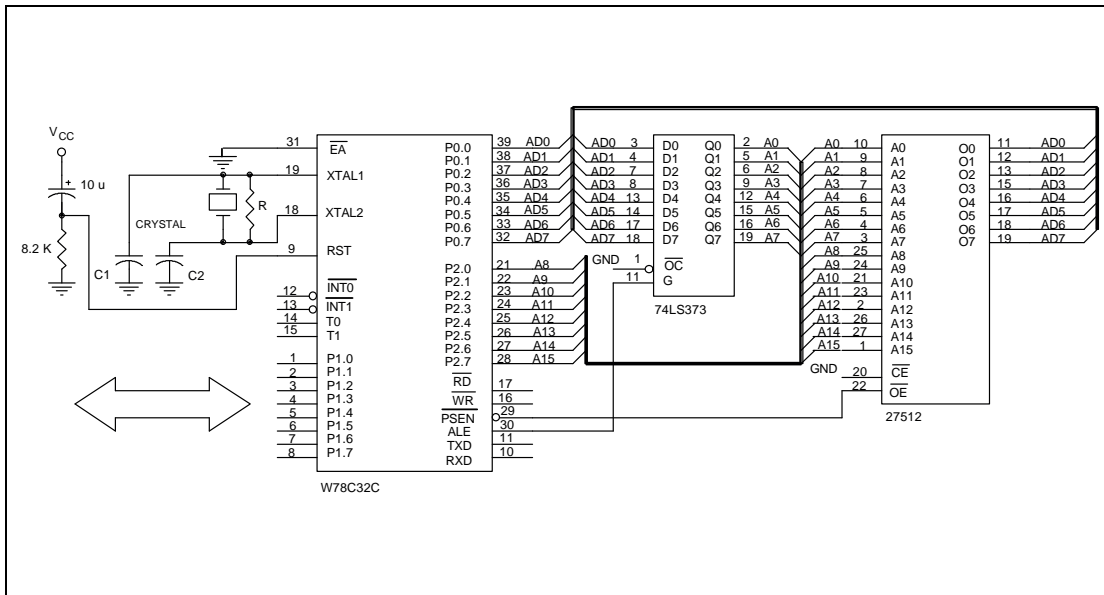 VCC
10 u
8.2 K
C1
C2
CRYSTAL
R
31 EA
19 XTAL1
18 XTAL2
9 RST
12 INT0
13 INT1
14 T0
15 T1
1 P1.0
2 P1.1
3 P1.2
4 P1.3
5 P1.4
6 P1.5
7 P1.6
8 P1.7
P0.0 39 AD0
P0.1 38 AD1
P0.2 37 AD2
P0.3 36 AD3
P0.4 35 AD4
P0.5 34 AD5
P0.6 33 AD6
P0.7 32 AD7
P2.0 21 A8
P2.1 22 A9
P2.2 23 A10
P2.3 24 A11
P2.4 25 A12
P2.5 26 A13
P2.6 27 A14
P2.7 28 A15
RD 17
WR 16
PSEN 29
ALE 30
TXD 11
RXD 10
W78C32C
AD0 3 D0 Q0 2 A0
AD1 4 D1 Q1 5 A1
AD2 7 D2 Q2 6 A2
AD3 8 D3 Q3 9 A3
AD4 13 D4 Q4 12 A4
AD5 14 D5 Q5 15 A5
AD6 17 D6 Q6 16 A6
AD7 18 D7 Q7 19 A7
GND 1 OC
11 G
74LS373
A0 10 A0 O0 11 AD0
A1 9 A1 O1 12 AD1
A2 8 A2 O2 13 AD2
A3 7 A3 O3 15 AD3
A4 6 A4 O4 16 AD4
A5 5 A5 O5 17 AD5
A6 4 A6 O6 18 AD6
A7 3 A7 O7 19 AD7
A8 25 A8
A9 24 A9
A10 21 A10
A11 23 A11
A12 2 A12
A13 26 A13
A14 27 A14
A15 1 A15
GND 20 CE
22 OE
27512